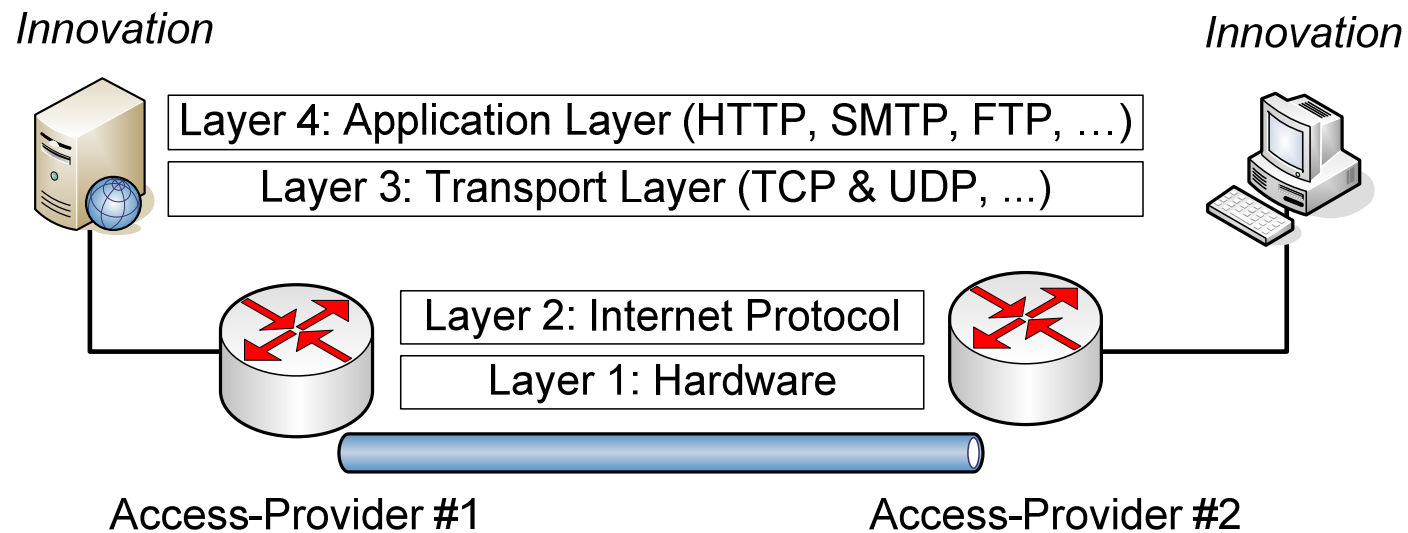 Innovation
Innovation
Layer 4: Application Layer (HTTP, SMTP, FTP, …)
Layer 3: Transport Layer (TCP & UDP, ...)
Layer 2: Internet Protocol
Layer 1: Hardware
Access-Provider #1
Access-Provider #2